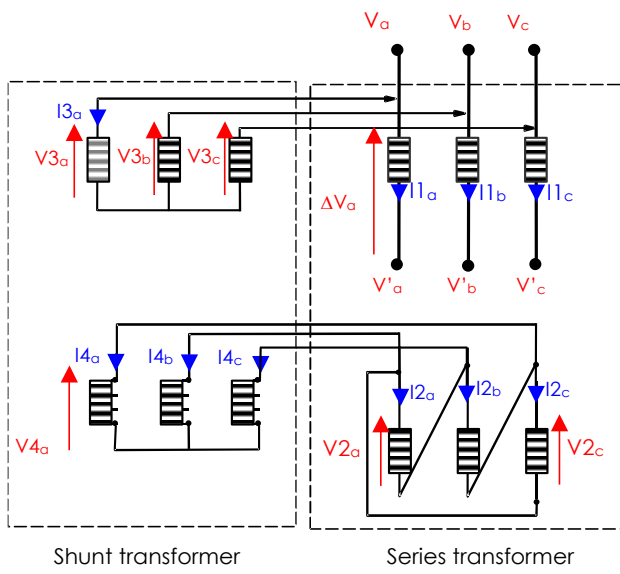 Va Vb Vc
I3a
V3a V3b V3c
ΔVa
I1a I1b I1c
V'a V'b V'c
I4a I4b I4c
V4a
I2a I2b I2c
V2a V2c
Shunt transformer
Series transformer